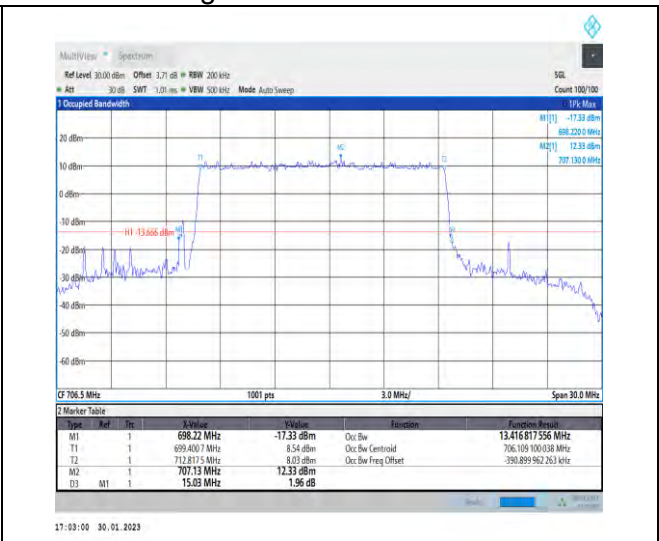 MultiView Spectrum
Ref Level 30.00 dBm Offset 3.71 dB RBW 200 kHz SGL
Att 30 dB SWT 1.01 ms VBW 500 kHz Mode Auto Sweep Count 100/100
1 Occupied Bandwidth 1Pk Max
M1[1] -17.33 dBm
698.220 0 MHz
20 dBm M2[1] 12.33 dBm
707.130 0 MHz
M2
T1 T2
10 dBm
0 dBm
-10 dBm
H1 -13.666 dBm
-20 dBm
-30 dBm
-40 dBm
-50 dBm
-60 dBm
CF 706.5 MHz 1001 pts 3.0 MHz/ Span 30.0 MHz
2 Marker Table
Type Ref Trc X-Value Y-Value Function Function Result
M1 1 698.22 MHz -17.33 dBm Occ Bw 13.416 817 556 MHz
T1 1 699.400 7 MHz 8.54 dBm Occ Bw Centroid 706.109 100 038 MHz
T2 1 712.817 5 MHz 8.03 dBm Occ Bw Freq Offset -390.899 962 263 kHz
M2 1 707.13 MHz 12.33 dBm
D3 M1 1 15.03 MHz 1.96 dB
17:03:00 30.01.2023